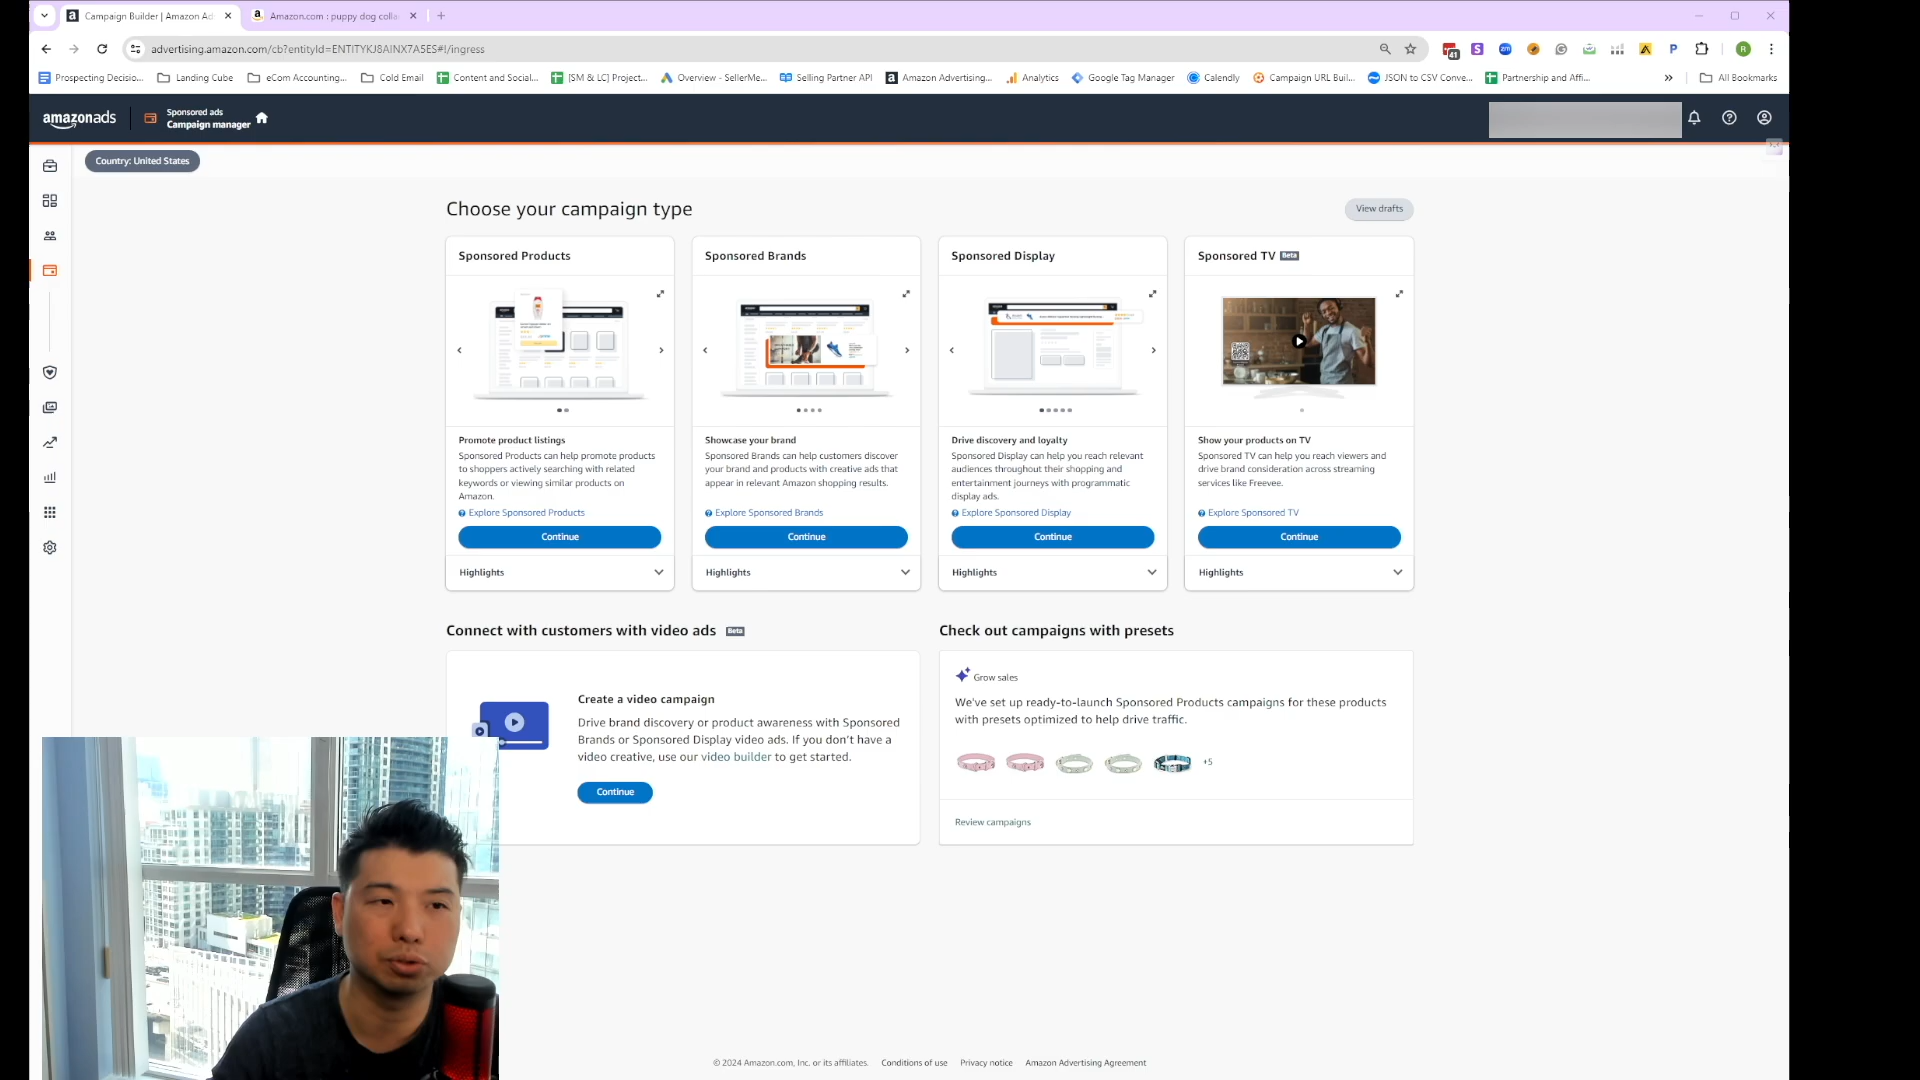 Campaign Builder | Amazon Ad
Amazon.com : puppy dog colla
advertising.amazon.com/cb?entityId=ENTITYKJ8AINX7A5ES#!/ingress
41
zm
P
R
Prospecting Decisio...
Landing Cube
eCom Accounting...
Cold Email
Content and Social...
[SM & LC] Project...
Overview - SellerMe...
Selling Partner API
Amazon Advertising...
Analytics
Google Tag Manager
Calendly
Campaign URL Buil...
JSON to CSV Conve...
Partnership and Affi...
All Bookmarks
amazonads
Sponsored ads
Campaign manager
Country: United States
Choose your campaign type
View drafts
Sponsored Products
Promote product listings
Sponsored Products can help promote products
to shoppers actively searching with related
keywords or viewing similar products on
Amazon.
Explore Sponsored Products
Continue
Highlights
Sponsored Brands
Showcase your brand
Sponsored Brands can help customers discover
your brand and products with creative ads that
appear in relevant Amazon shopping results.
Explore Sponsored Brands
Continue
Highlights
Sponsored Display
Drive discovery and loyalty
Sponsored Display can help you reach relevant
audiences throughout their shopping and
entertainment journeys with programmatic
display ads.
Explore Sponsored Display
Continue
Highlights
Sponsored TV Beta
Show your products on TV
Sponsored TV can help you reach viewers and
drive brand consideration across streaming
services like Freevee.
Explore Sponsored TV
Continue
Highlights
Connect with customers with video ads Beta
Create a video campaign
Drive brand discovery or product awareness with Sponsored
Brands or Sponsored Display video ads. If you don't have a
video creative, use our video builder to get started.
Continue
Check out campaigns with presets
Grow sales
We've set up ready-to-launch Sponsored Products campaigns for these products
with presets optimized to help drive traffic.
+5
Review campaigns
© 2024 Amazon.com, Inc. or its affiliates.
Conditions of use
Privacy notice
Amazon Advertising Agreement